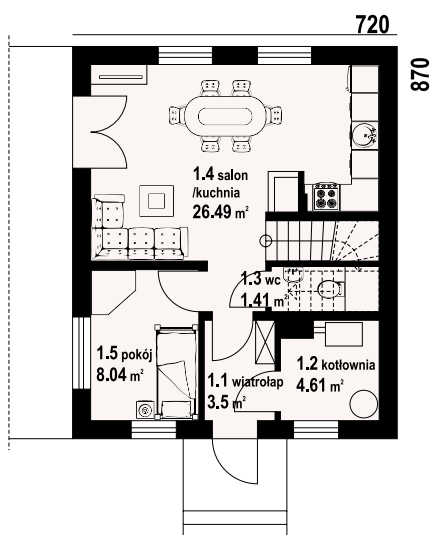 720
870
1.4 salon
/kuchnia
26.49 m²
1.3 wc
1.41 m²
1.5 pokój
8.04 m²
1.1 wiatrołap
3.5 m²
1.2 kotłownia
4.61 m²